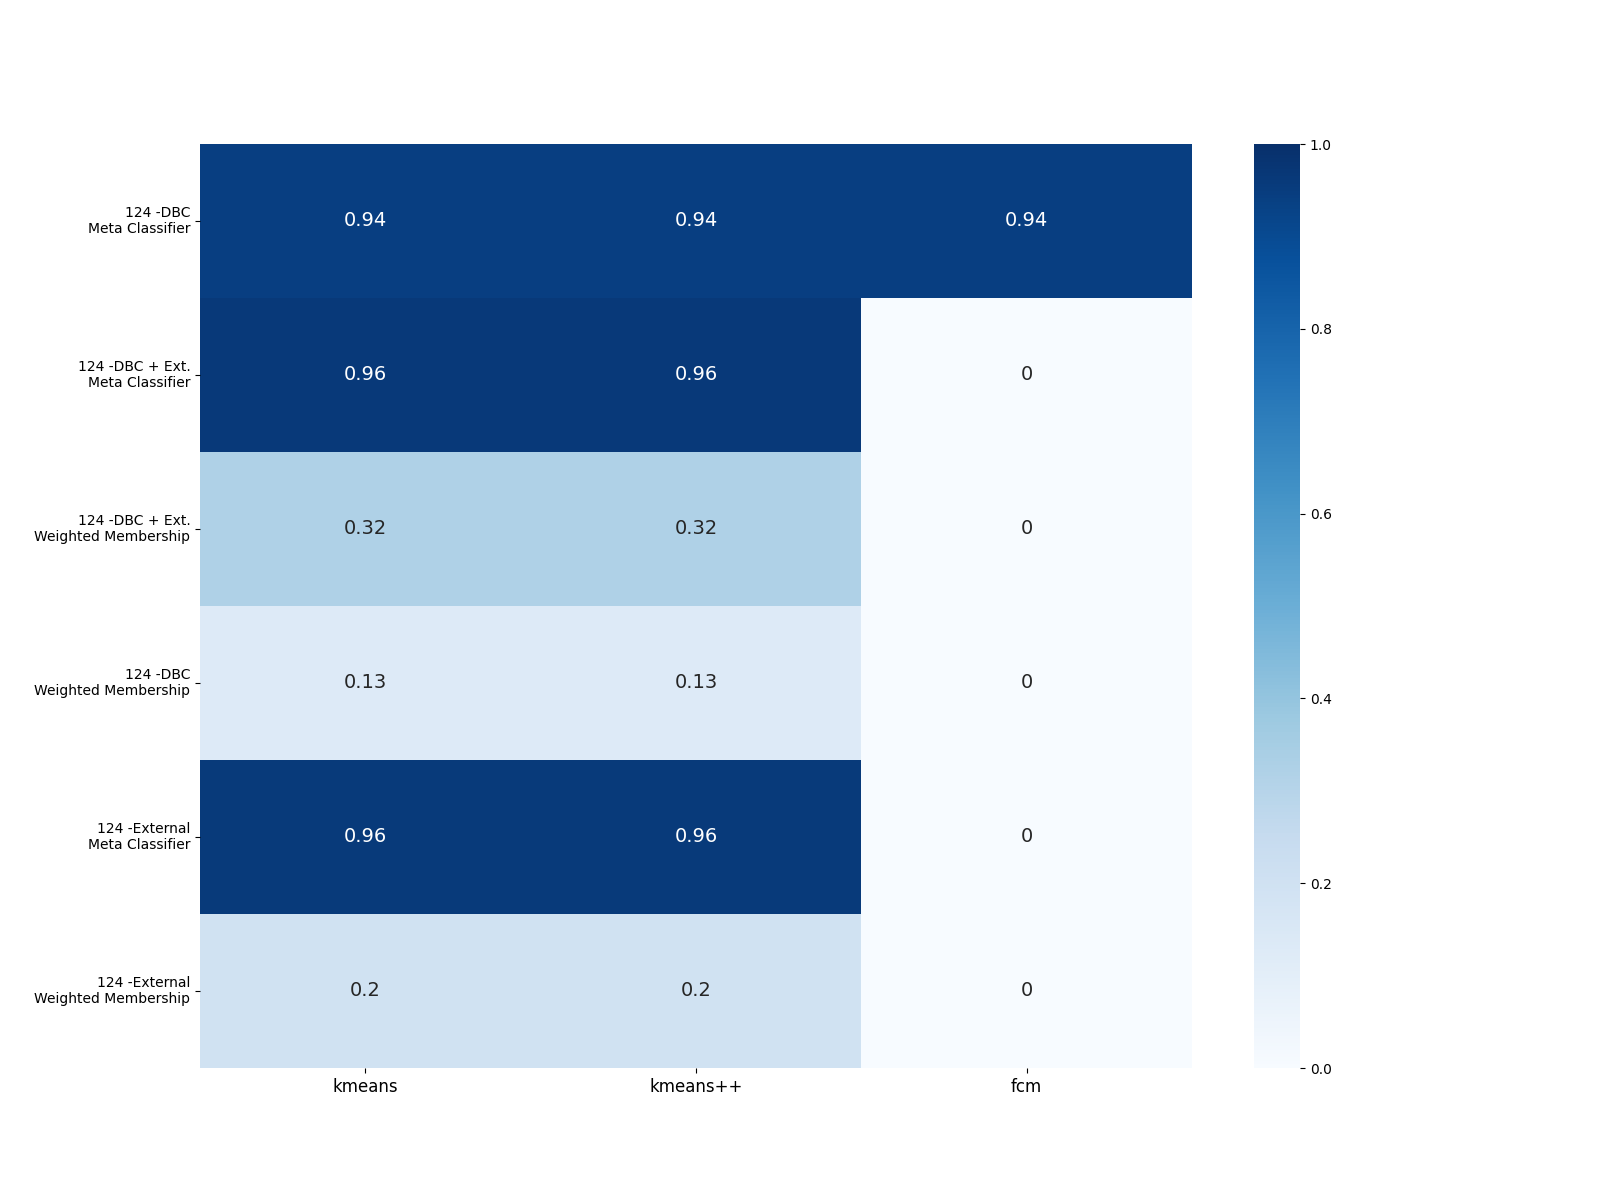 124 -DBC
Meta Classifier
0.94 0.94 0.94
124 -DBC + Ext.
Meta Classifier
0.96 0.96 0
124 -DBC + Ext.
Weighted Membership
0.32 0.32 0
124 -DBC
Weighted Membership
0.13 0.13 0
124 -External
Meta Classifier
0.96 0.96 0
124 -External
Weighted Membership
0.2 0.2 0
kmeans kmeans++ fcm
1.0
0.8
0.6
0.4
0.2
0.0